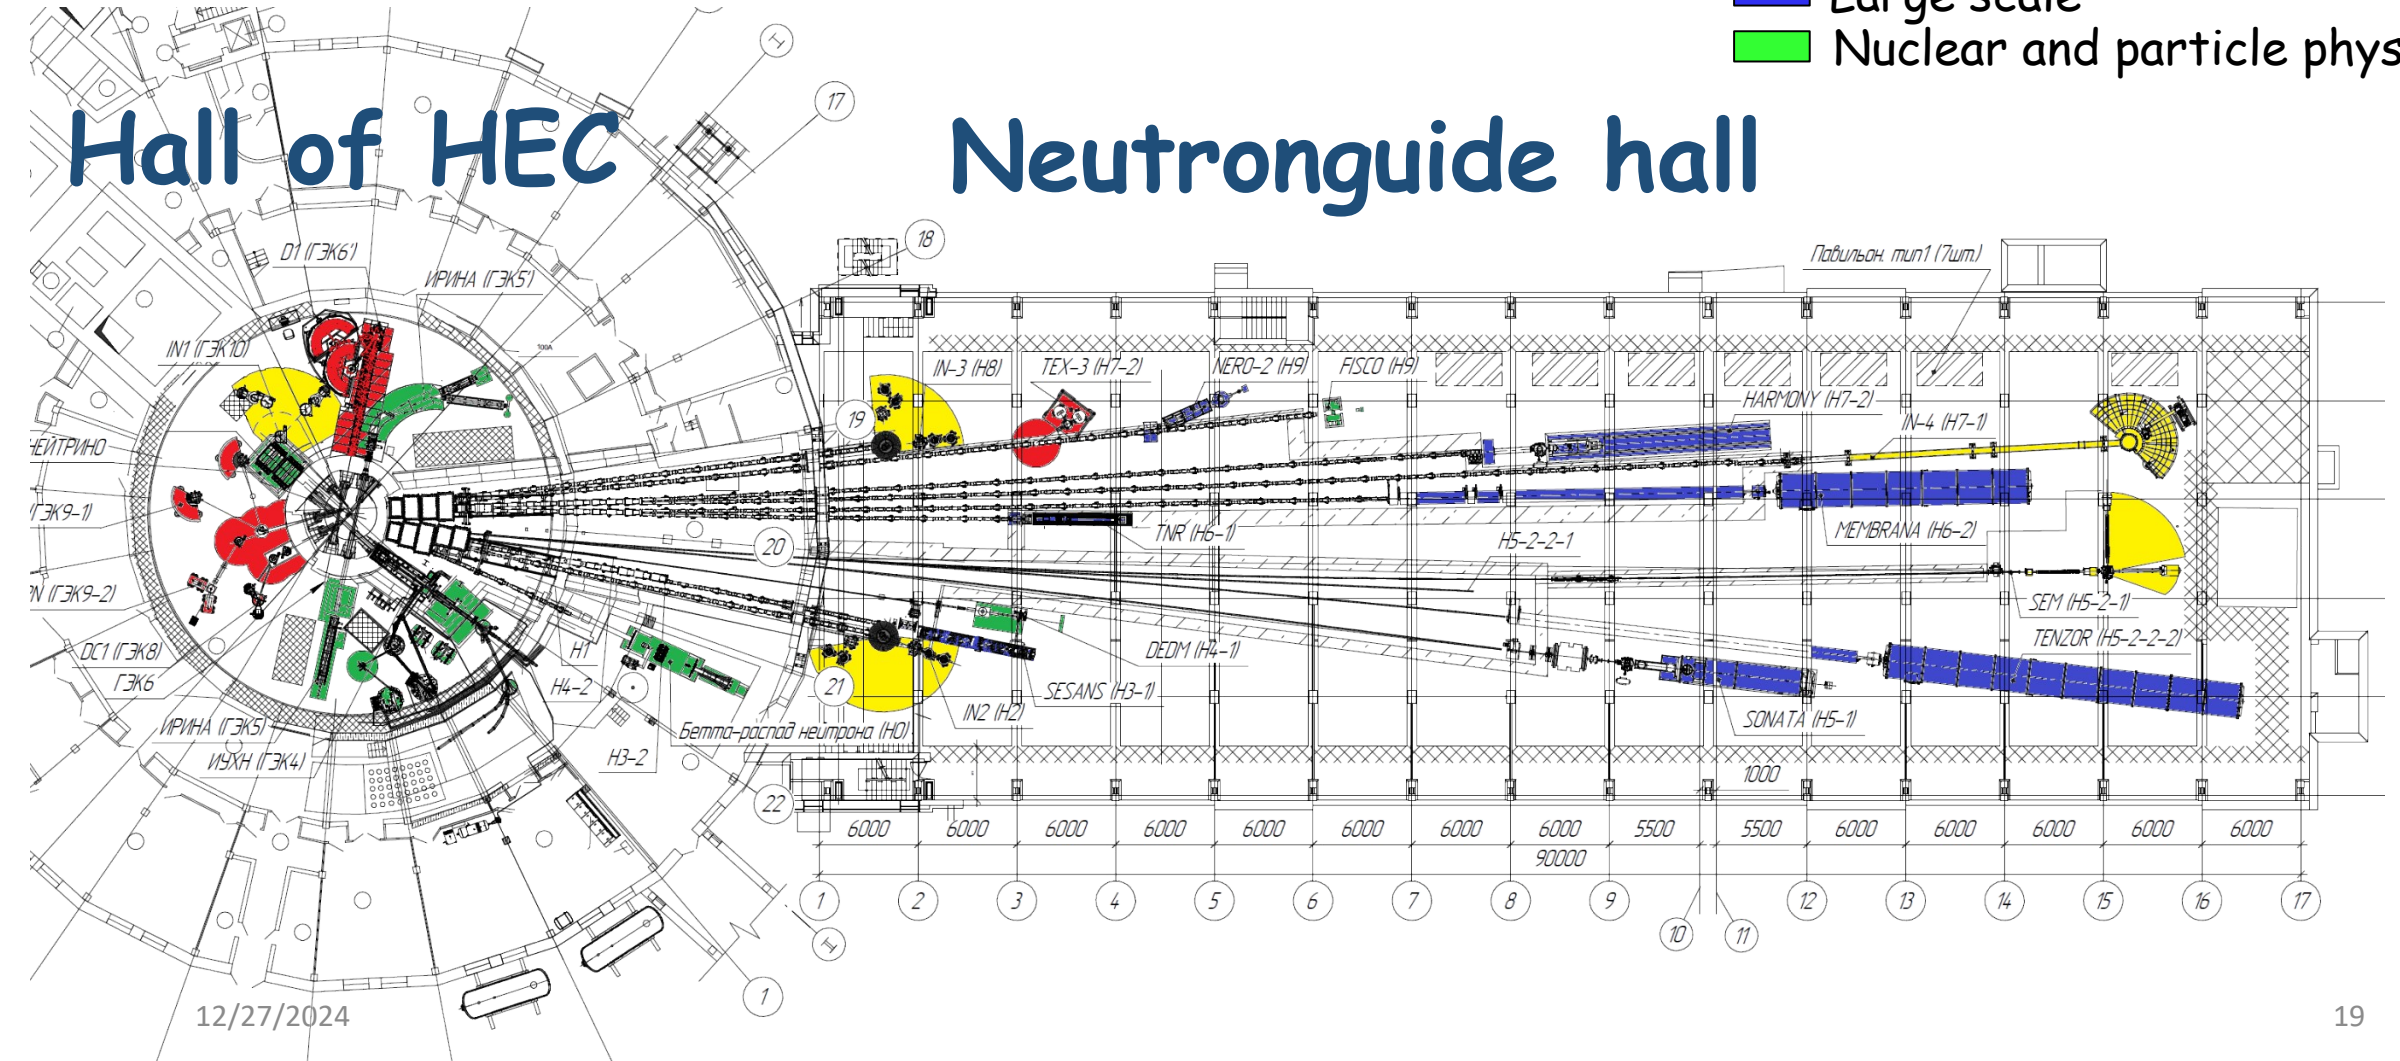 Large scale
Nuclear and particle phys
Hall of HEC
Neutronguide hall
H
17
18
D1 (ГЭК6')
ИРИНА (ГЭК5')
Павильон. тип1 (7шт.)
IN1 (ГЭК10)
100А
IN-3 (H8)
TEX-3 (H7-2)
NERO-2 (H9)
FISCO (H9)
HARMONY (H7-2)
IN-4 (H7-1)
19
НЕЙТРИНО
ГЭК9-1)
20
TNR (H6-1)
H5-2-2-1
MEMBRANA (H6-2)
(ГЭК9-2)
SEM (H5-2-1)
DC1 (ГЭК8)
H1
DEDM (H4-1)
TENZOR (H5-2-2-2)
ГЭК6
H4-2
21
SESANS (H3-1)
IN2 (H2)
SONATA (H5-1)
ИРИНА (ГЭК5)
Бетта-распад нейтрона (H0)
ИУХН (ГЭК4)
H3-2
1000
22
6000 6000 6000 6000 6000 6000 6000 6000 5500 5500 6000 6000 6000 6000 6000
90000
1 2 3 4 5 6 7 8 9 12 13 14 15 16 17
10 11
H
1
12/27/2024
19